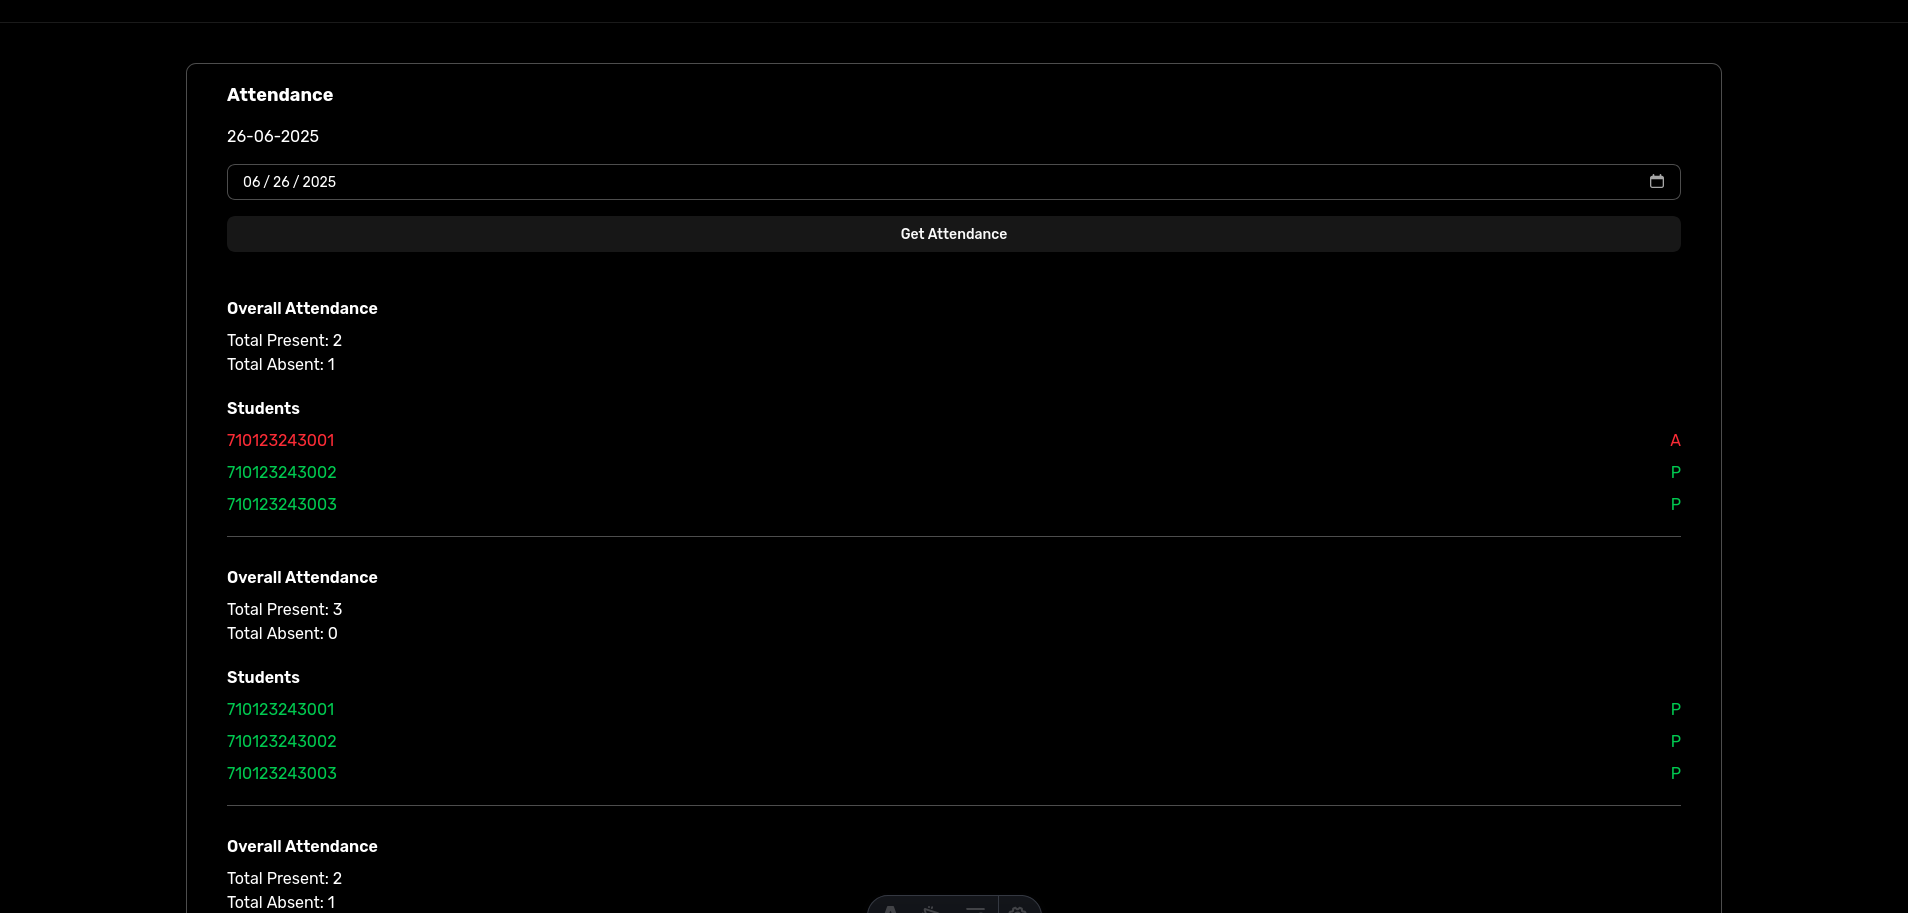 Attendance
26-06-2025
06 / 26 / 2025
Get Attendance
Overall Attendance
Total Present: 2
Total Absent: 1
Students
710123243001 A
710123243002 P
710123243003 P
Overall Attendance
Total Present: 3
Total Absent: 0
Students
710123243001 P
710123243002 P
710123243003 P
Overall Attendance
Total Present: 2
Total Absent: 1